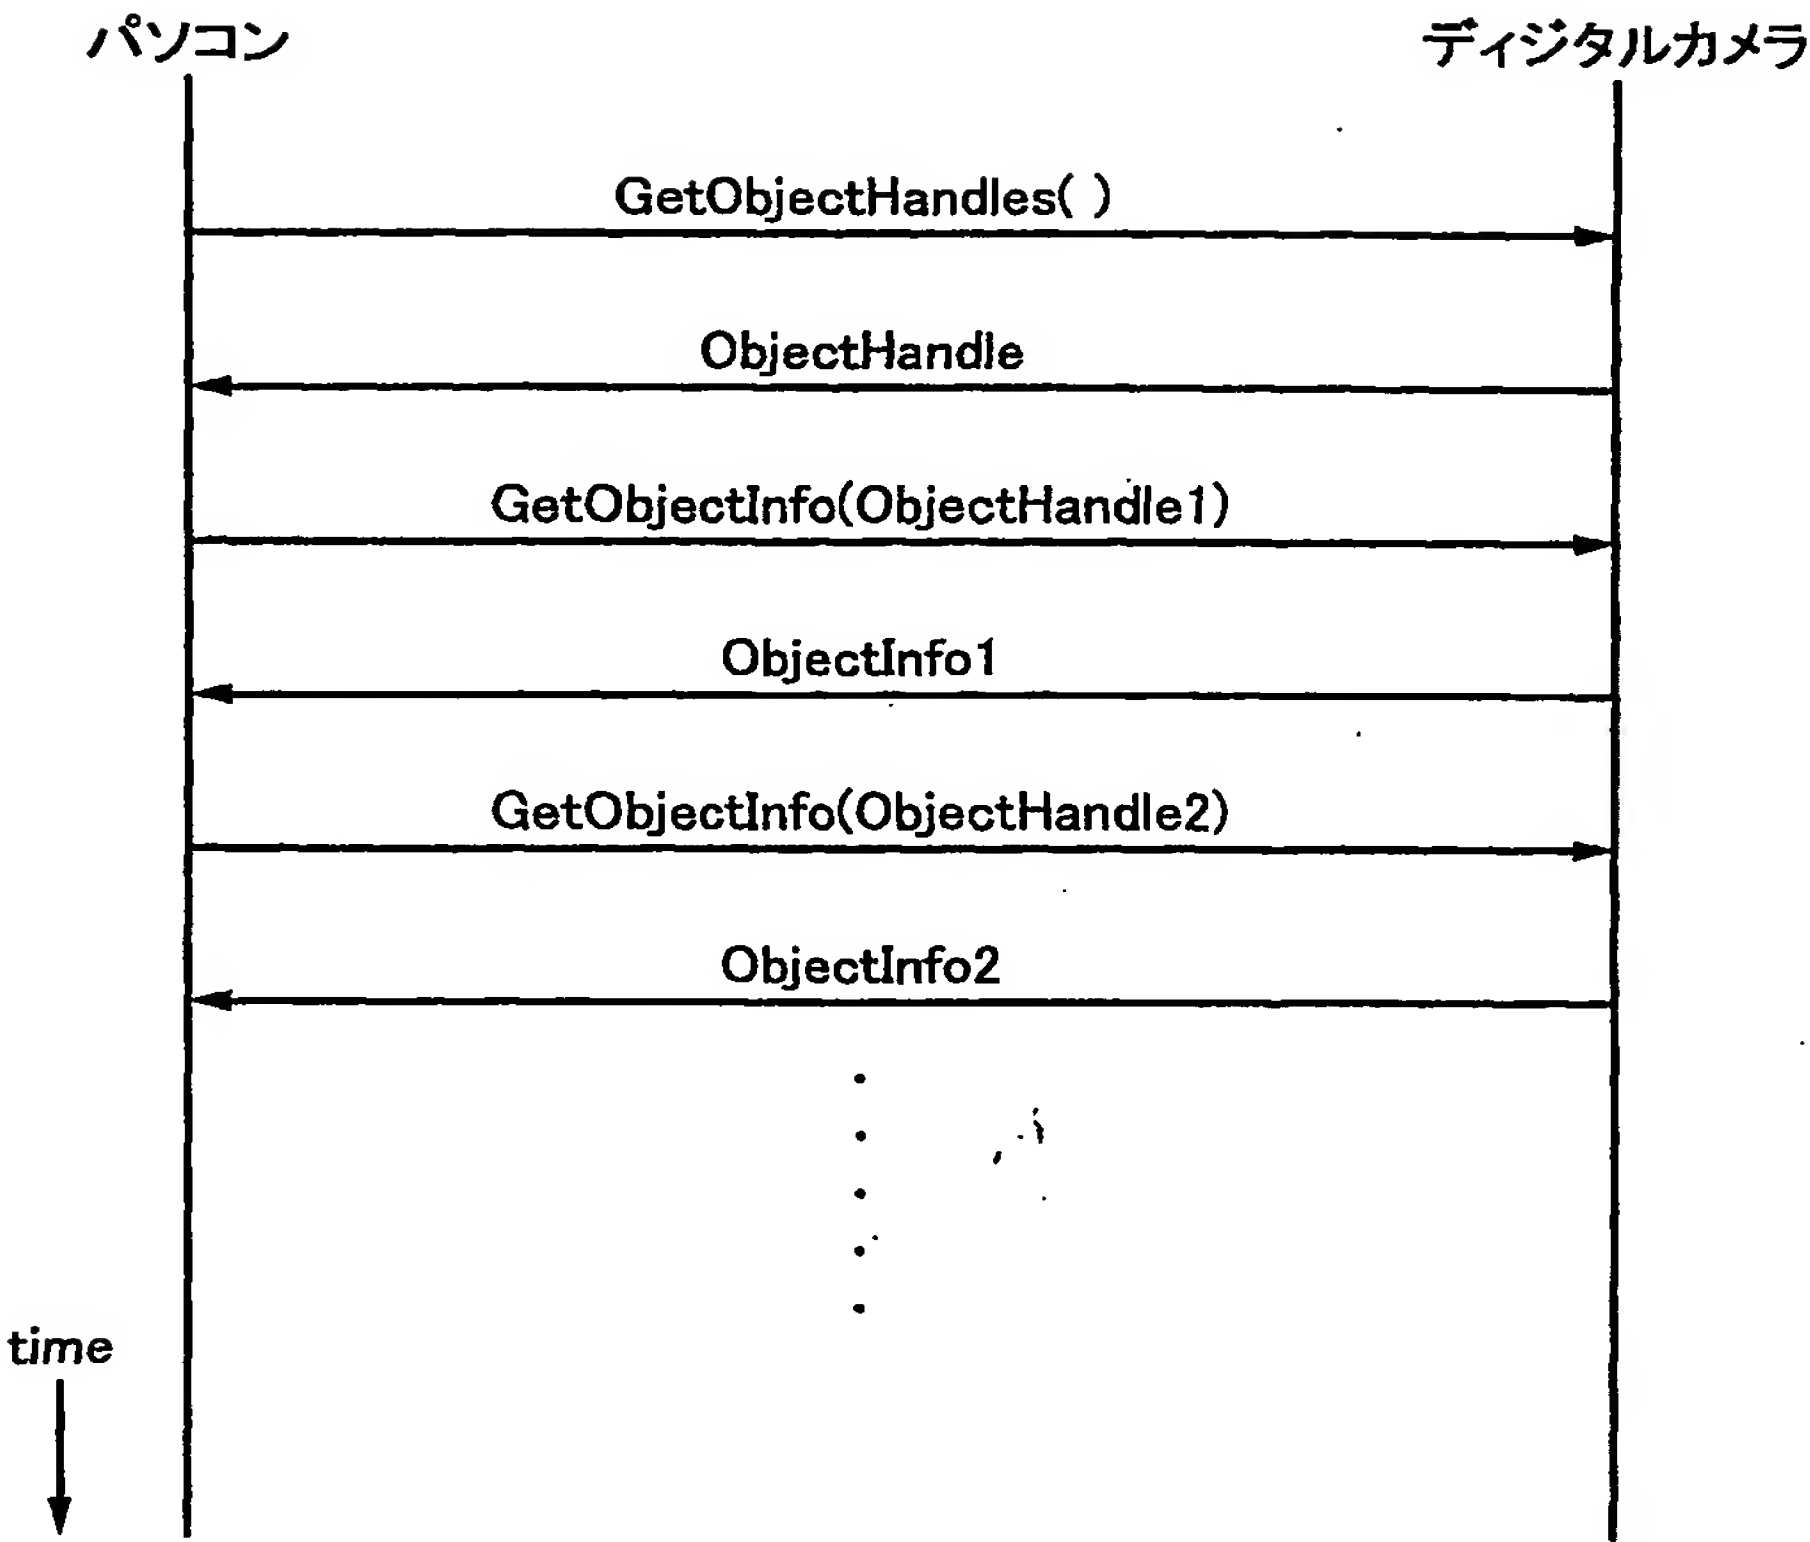 パソコン
ディジタルカメラ
GetObjectHandles( )
ObjectHandle
GetObjectInfo(ObjectHandle1)
ObjectInfo1
GetObjectInfo(ObjectHandle2)
ObjectInfo2
time